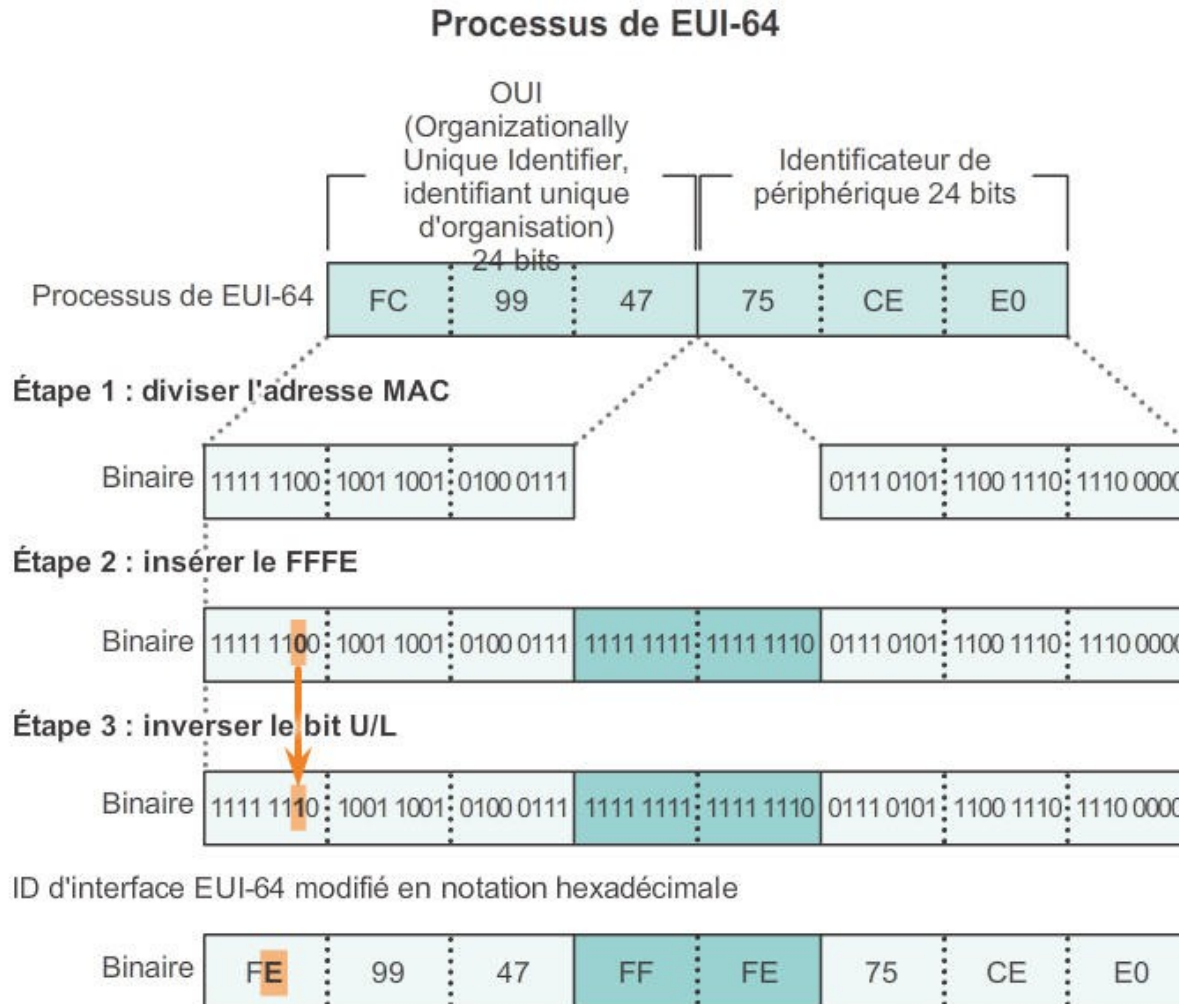 Processus de EUI-64
OUI
(Organizationally
Unique Identifier,
identifiant unique
d'organisation)
24 bits
Identificateur de
périphérique 24 bits
Processus de EUI-64 FC 99 47 75 CE E0
Étape 1 : diviser l'adresse MAC
Binaire 1111 1100 1001 1001 0100 0111 0111 0101 1100 1110 1110 0000
Étape 2 : insérer le FFFE
Binaire 1111 1100 1001 1001 0100 0111 1111 1111 1111 1110 0111 0101 1100 1110 1110 0000
Étape 3 : inverser le bit U/L
Binaire 1111 1110 1001 1001 0100 0111 1111 1111 1111 1110 0111 0101 1100 1110 1110 0000
ID d'interface EUI-64 modifié en notation hexadécimale
Binaire FE 99 47 FF FE 75 CE E0